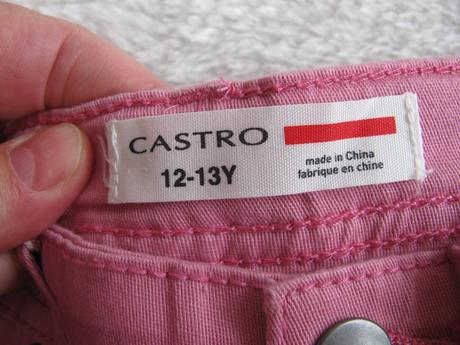 CASTRO
12-13Y
made in China
fabrique en chine